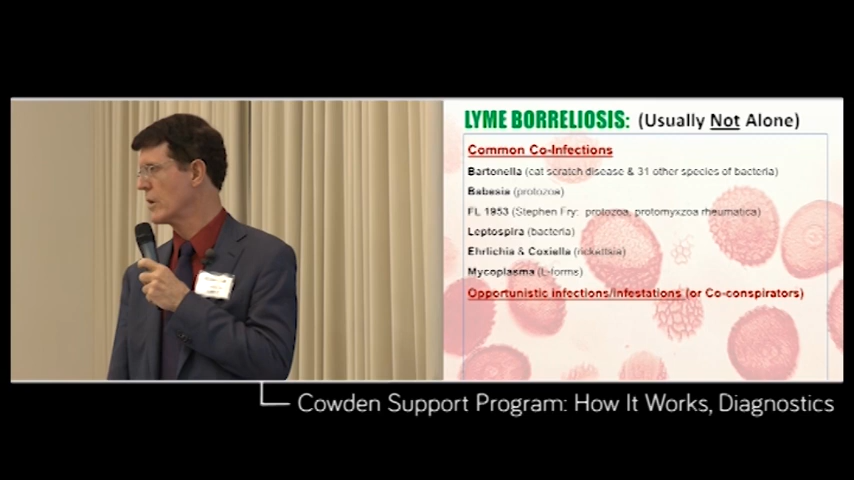 LYME BORRELIOSIS: (Usually Not Alone)
Common Co-Infections
Bartonella (cat scratch disease & 31 other species of bacteria)
Babesia (protozoa)
FL 1953 (Stephen Fry: protozoa, protomyxzoa rheumatica)
Leptospira (bacteria)
Ehrlichia & Coxiella (rickettsia)
Mycoplasma (L-forms)
Opportunistic infections/Infestations (or Co-conspirators)
Cowden Support Program: How It Works, Diagnostics